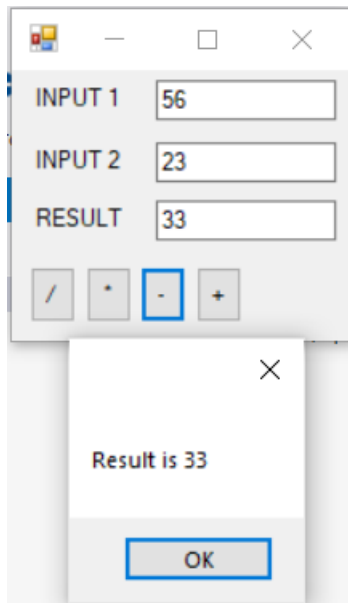 INPUT 1 56
INPUT 2 23
RESULT 33
/ * - +
Result is 33
OK